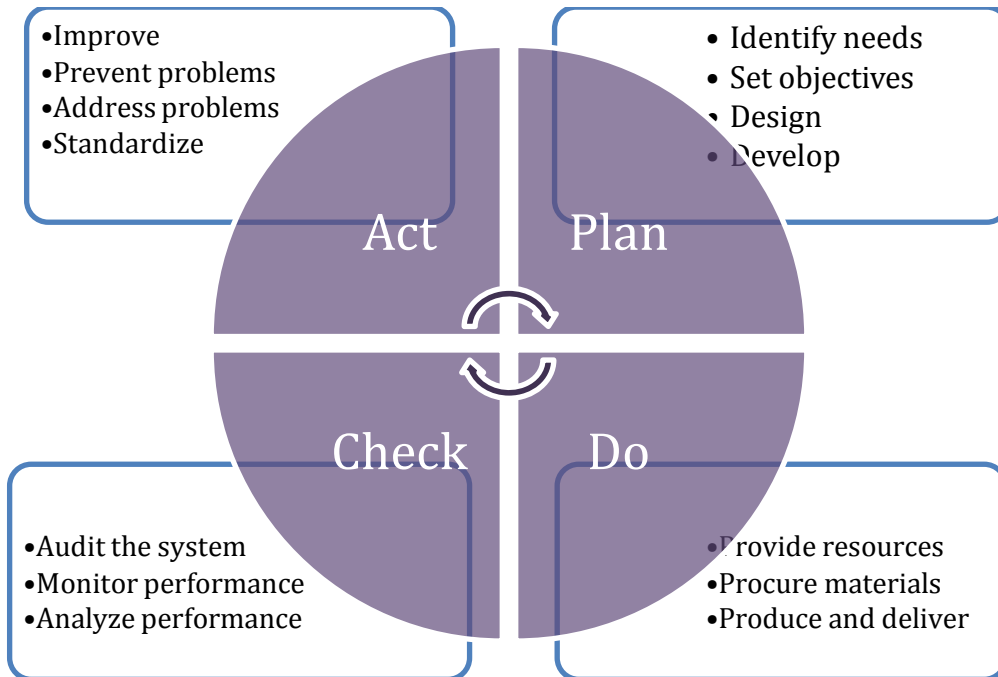 •Improve
•Prevent problems
•Address problems
•Standardize
• Identify needs
• Set objectives
• Design
• Develop
Act
Plan
Check
Do
•Audit the system
•Monitor performance
•Analyze performance
•Provide resources
•Procure materials
•Produce and deliver